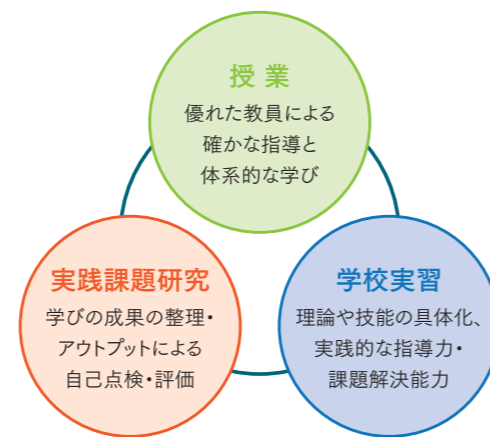 授 業
優れた教員による
確かな指導と
体系的な学び
実践課題研究
学びの成果の整理・
アウトプットによる
自己点検・評価
学校実習
理論や技能の具体化、
実践的な指導力・
課題解決能力